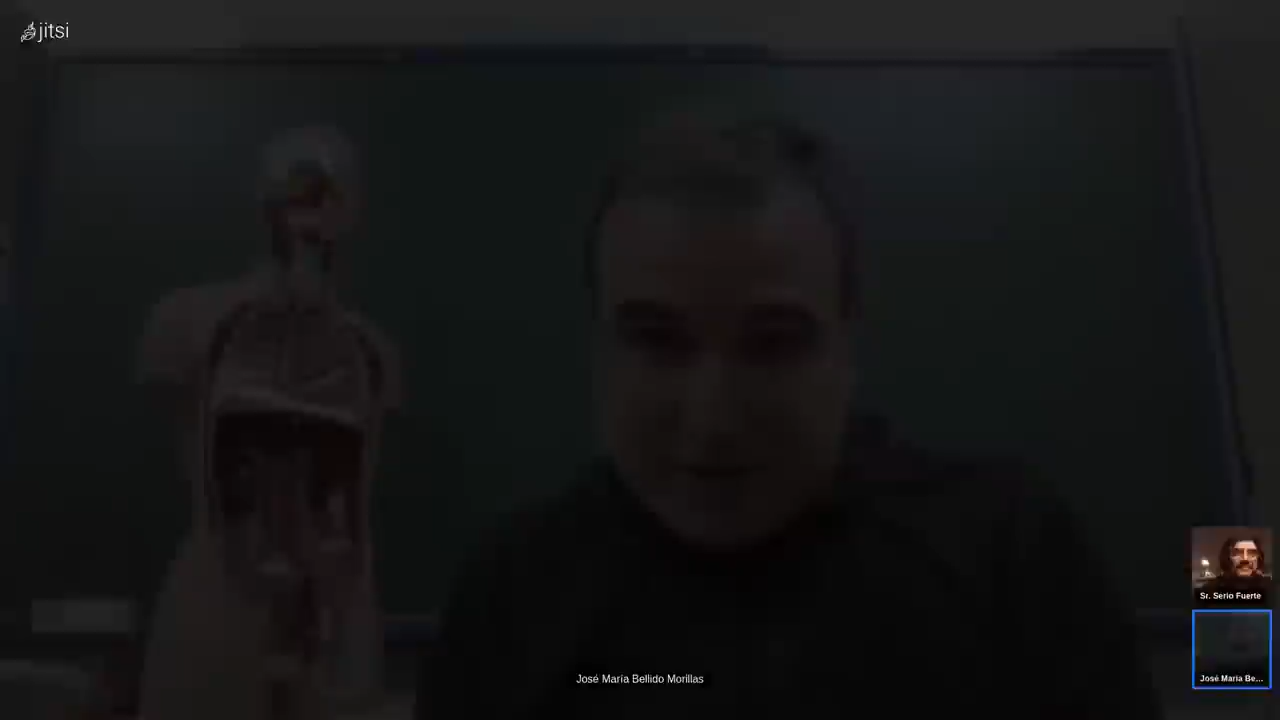 jitsi
Sr. Serio Fuerte
José María Be...
José María Bellido Morillas